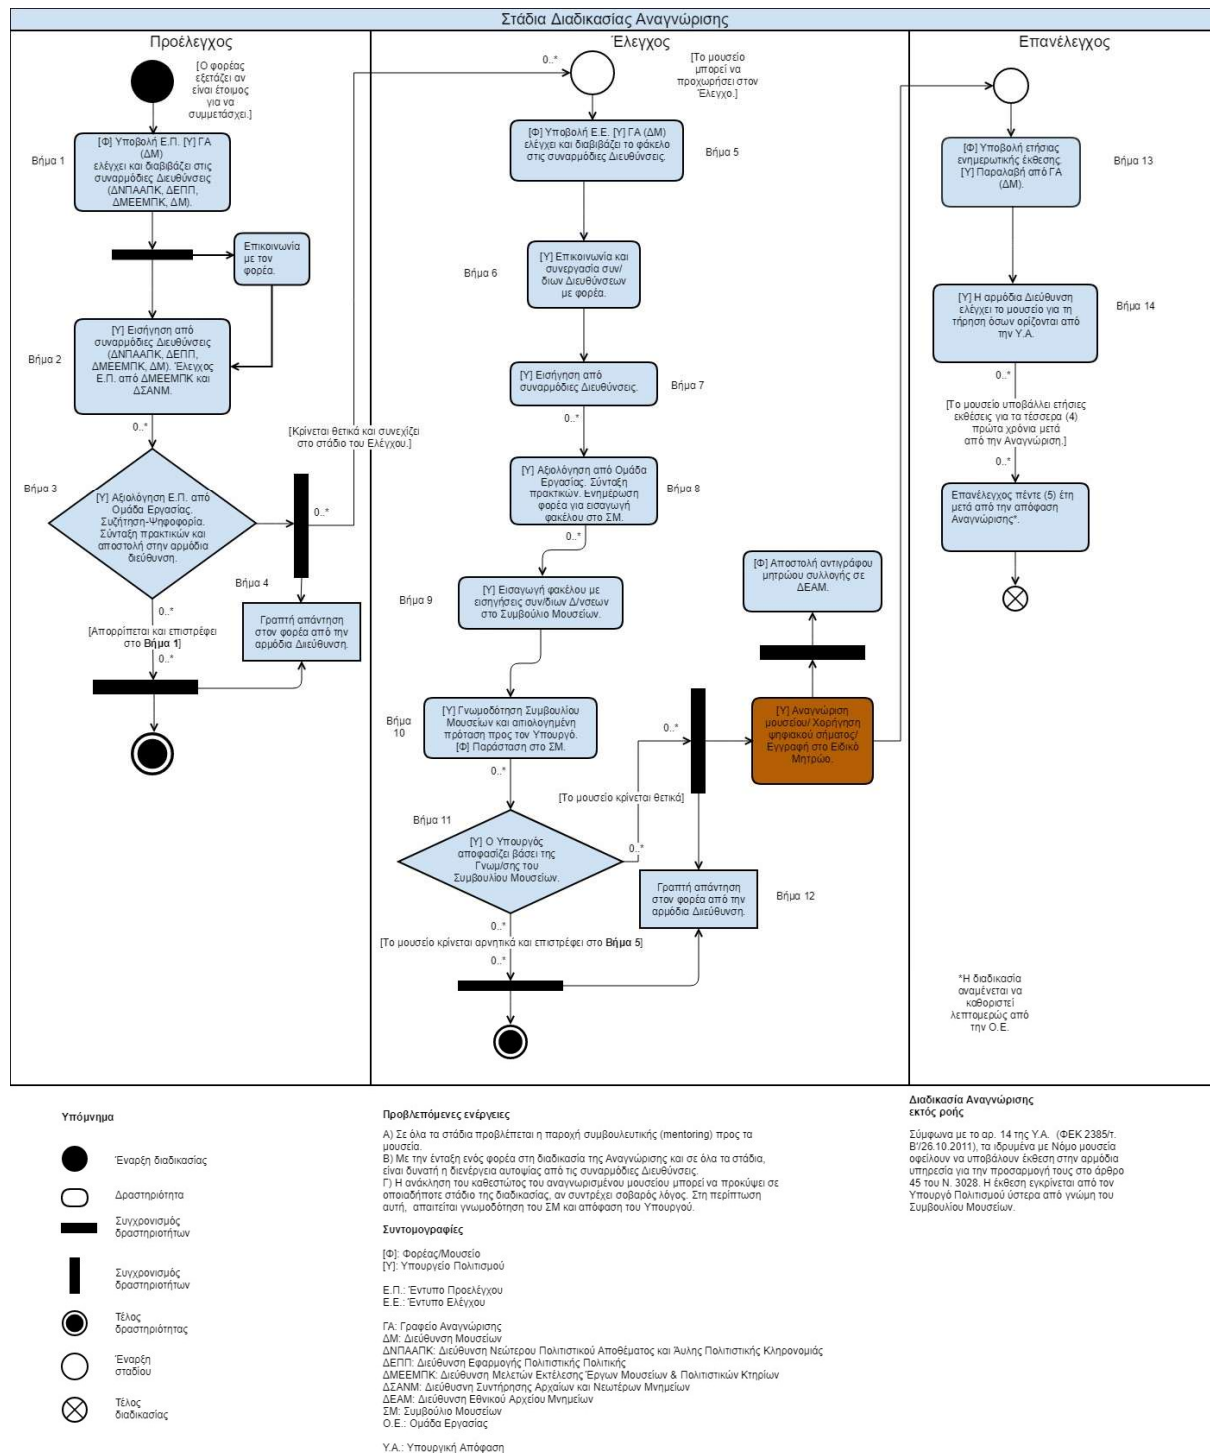 Στάδια Διαδικασίας Αναγνώρισης
Προέλεγχος
[Ο φορέας
εξετάζει αν
είναι έτοιμος
για να
συμμετάσχει.]
Βήμα 1
[Φ] Υποβολή Ε.Π. [Υ] ΓΑ
(ΔΜ)
ελέγχει και διαβιβάζει στις
συναρμόδιες Διευθύνσεις
(ΔΝΠΑΑΠΚ, ΔΕΠΠ,
ΔΜΕΕΜΠΚ, ΔΜ).
Επικοινωνία
με τον
φορέα.
Βήμα 2
[Υ] Εισήγηση από
συναρμόδιες Διευθύνσεις
(ΔΝΠΑΑΠΚ, ΔΕΠΠ,
ΔΜΕΕΜΠΚ, ΔΜ). Έλεγχος
Ε.Π. από ΔΜΕΕΜΠΚ και
ΔΣΑΝΜ.
0..*
[Κρίνεται θετικά και συνεχίζει
στο στάδιο του Ελέγχου.]
Βήμα 3
[Υ] Αξιολόγηση Ε.Π. από
Ομάδα Εργασίας.
Συζήτηση-Ψηφοφορία.
Σύνταξη πρακτικών και
αποστολή στην αρμόδια
διεύθυνση.
0..*
Βήμα 4
0..*
[Απορρίπεται και επιστρέφει
στο Βήμα 1]
0..*
Γραπτή απάντηση
στον φορέα από την
αρμόδια Διεύθυνση.
Έλεγχος
0..*
[Το μουσείο
μπορεί να
προχωρήσει στον
Έλεγχο.]
[Φ] Υποβολή Ε.Ε. [Υ] ΓΑ (ΔΜ)
ελέγχει και διαβιβάζει το φάκελο
στις συναρμόδιες Διευθύνσεις.
Βήμα 5
Βήμα 6
[Υ] Επικοινωνία και
συνεργασία συν/
διων Διευθύνσεων
με φορέα.
[Υ] Εισήγηση από
συναρμόδιες Διευθύνσεις.
Βήμα 7
0..*
[Υ] Αξιολόγηση από Ομάδα
Εργασίας. Σύνταξη
πρακτικών. Ενημέρωση
φορέα για εισαγωγή
φακέλου στο ΣΜ.
Βήμα 8
0..*
Βήμα 9
[Υ] Εισαγωγή φακέλου με
εισηγήσεις συν/διων Δ/νσεων
στο Συμβούλιο Μουσείων.
[Φ] Αποστολή αντιγράφου
μητρώου συλλογής σε
ΔΕΑΜ.
Βήμα
10
[Υ] Γνωμοδότηση Συμβουλίου
Μουσείων και αιτιολογημένη
πρόταση προς τον Υπουργό.
[Φ] Παράσταση στο ΣΜ.
0..*
0..*
[Υ] Αναγνώριση
μουσείου/ Χορήγηση
ψηφιακού σήματος/
Εγγραφή στο Ειδικό
Μητρώο.
[Το μουσείο κρίνεται θετικά]
Βήμα 11
[Υ] Ο Υπουργός
αποφασίζει βάσει της
Γνωμ/σης του
Συμβουλίου Μουσείων.
0..*
Γραπτή απάντηση
στον φορέα από την
αρμόδια Διεύθυνση.
Βήμα 12
0..*
[Το μουσείο κρίνεται αρνητικά και επιστρέφει στο Βήμα 5]
0..*
Επανέλεγχος
[Φ] Υποβολή ετήσιας
ενημερωτικής έκθεσης.
[Υ] Παραλαβή από ΓΑ
(ΔΜ).
Βήμα 13
[Υ] Η αρμόδια Διεύθυνση
ελέγχει το μουσείο για τη
τήρηση όσων ορίζονται από
την Υ.Α.
Βήμα 14
0..*
[Το μουσείο υποβάλλει ετήσιες
εκθέσεις για τα τέσσερα (4)
πρώτα χρόνια μετά
από την Αναγνώριση.]
0..*
Επανέλεγχος πέντε (5) έτη
μετά από την απόφαση
Αναγνώρισης*.
*Η διαδικασία
αναμένεται να
καθοριστεί
λεπτομερώς από
την Ο.Ε.
Υπόμνημα
Έναρξη διαδικασίας
Δραστηριότητα
Συγχρονισμός
δραστηριοτήτων
Συγχρονισμός
δραστηριοτήτων
Τέλος
δραστηριότητας
Έναρξη
σταδίου
Τέλος
διαδικασίας
Προβλεπόμενες ενέργειες
Α) Σε όλα τα στάδια προβλέπεται η παροχή συμβουλευτικής (mentoring) προς τα
μουσεία.
Β) Με την ένταξη ενός φορέα στη διαδικασία της Αναγνώρισης και σε όλα τα στάδια,
είναι δυνατή η διενέργεια αυτοψίας από τις συναρμόδιες Διευθύνσεις.
Γ) Η ανάκληση του καθεστώτος του αναγνωρισμένου μουσείου μπορεί να προκύψει σε
οποιαδήποτε στάδιο της διαδικασίας, αν συντρέχει σοβαρός λόγος. Στη περίπτωση
αυτή, απαιτείται γνωμοδότηση του ΣΜ και απόφαση του Υπουργού.
Συντομογραφίες
[Φ]: Φορέας/Μουσείο
[Υ]: Υπουργείο Πολιτισμού
Ε.Π.: Έντυπο Προελέγχου
Ε.Ε.: Έντυπο Ελέγχου
ΓΑ: Γραφείο Αναγνώρισης
ΔΜ: Διεύθυνση Μουσείων
ΔΝΠΑΑΠΚ: Διεύθυνση Νεώτερου Πολιτιστικού Αποθέματος και Άυλης Πολιτιστικής Κληρονομιάς
ΔΕΠΠ: Διεύθυνση Εφαρμογής Πολιτιστικής Πολιτικής
ΔΜΕΕΜΠΚ: Διεύθυνση Μελετών Εκτέλεσης Έργων Μουσείων & Πολιτιστικών Κτηρίων
ΔΣΑΝΜ: Διεύθυσνη Συντήρησης Αρχαίων και Νεωτέρων Μνημείων
ΔΕΑΜ: Διεύθυνση Εθνικού Αρχείου Μνημείων
ΣΜ: Συμβούλιο Μουσείων
Ο.Ε.: Ομάδα Εργασίας
Υ.Α.: Υπουργική Απόφαση
Διαδικασία Αναγνώρισης
εκτός ροής
Σύμφωνα με το αρ. 14 της Υ.Α. (ΦΕΚ 2385/τ.
Β'/26.10.2011), τα ιδρυμένα με Νόμο μουσεία
οφείλουν να υποβάλουν έκθεση στην αρμόδια
υπηρεσία για την προσαρμογή τους στο άρθρο
45 του Ν. 3028. Η έκθεση εγκρίνεται από τον
Υπουργό Πολιτισμού ύστερα από γνώμη του
Συμβουλίου Μουσείων.